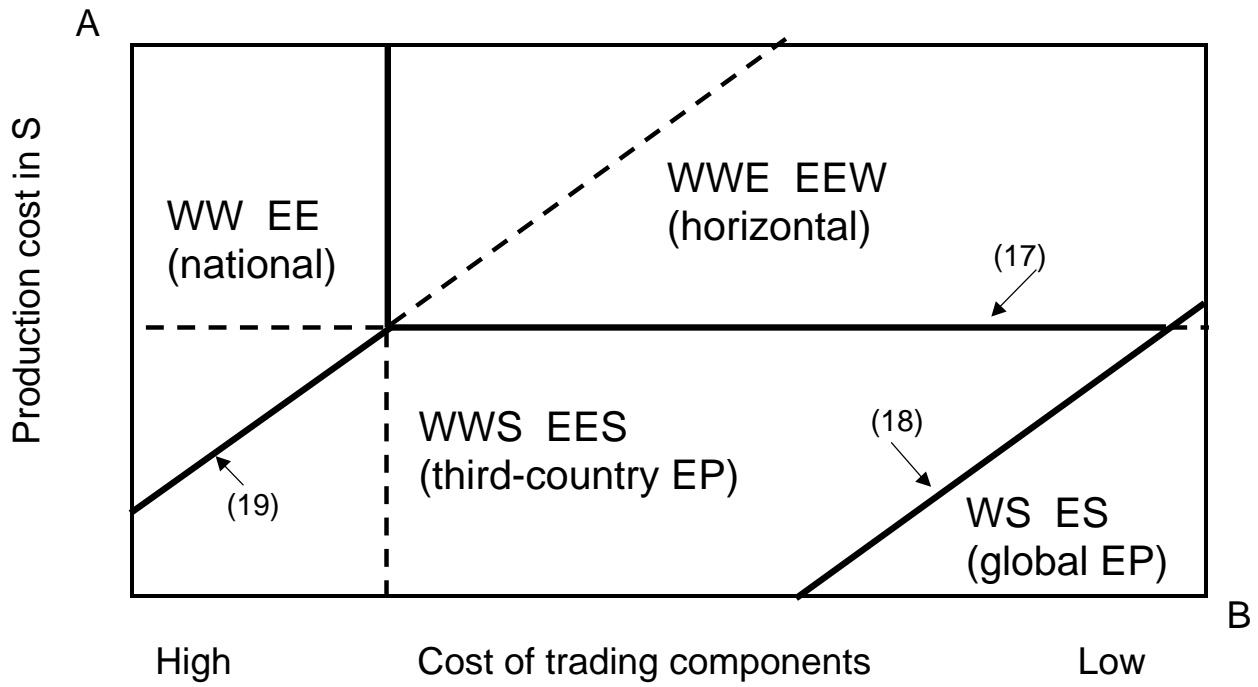 A
Production cost in S
WW EE
(national)
WWE EEW
(horizontal)
(17)
WWS EES
(third-country EP)
(18)
(19)
WS ES
(global EP)
B
High
Cost of trading components
Low